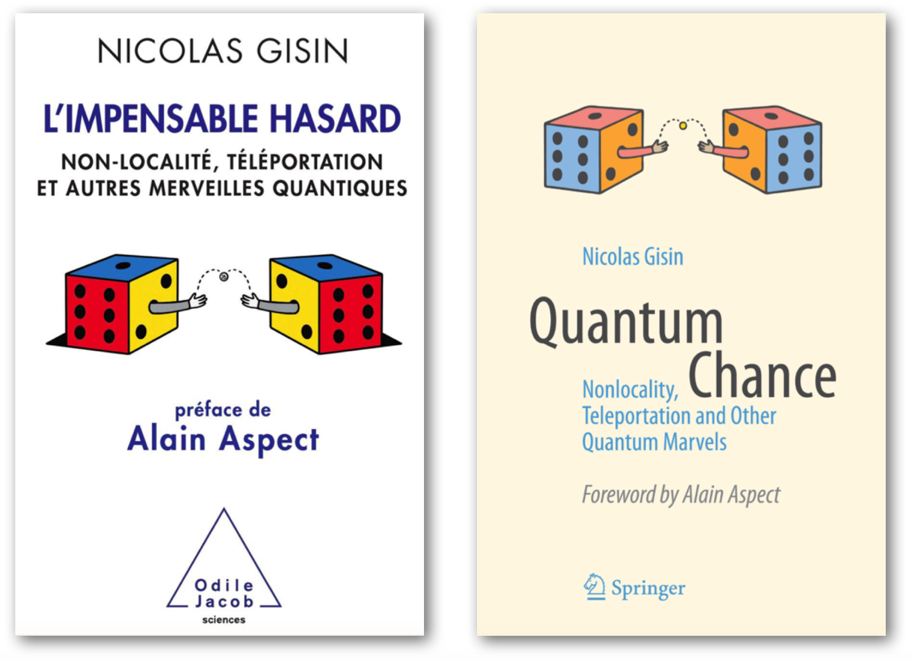 NICOLAS GISIN
L'IMPENSABLE HASARD
NON-LOCALITÉ, TÉLÉPORTATION
ET AUTRES MERVEILLES QUANTIQUES
préface de
Alain Aspect
Odile
Jacob
sciences
Nicolas Gisin
Quantum
Chance
Nonlocality,
Teleportation and Other
Quantum Marvels
Foreword by Alain Aspect
Springer